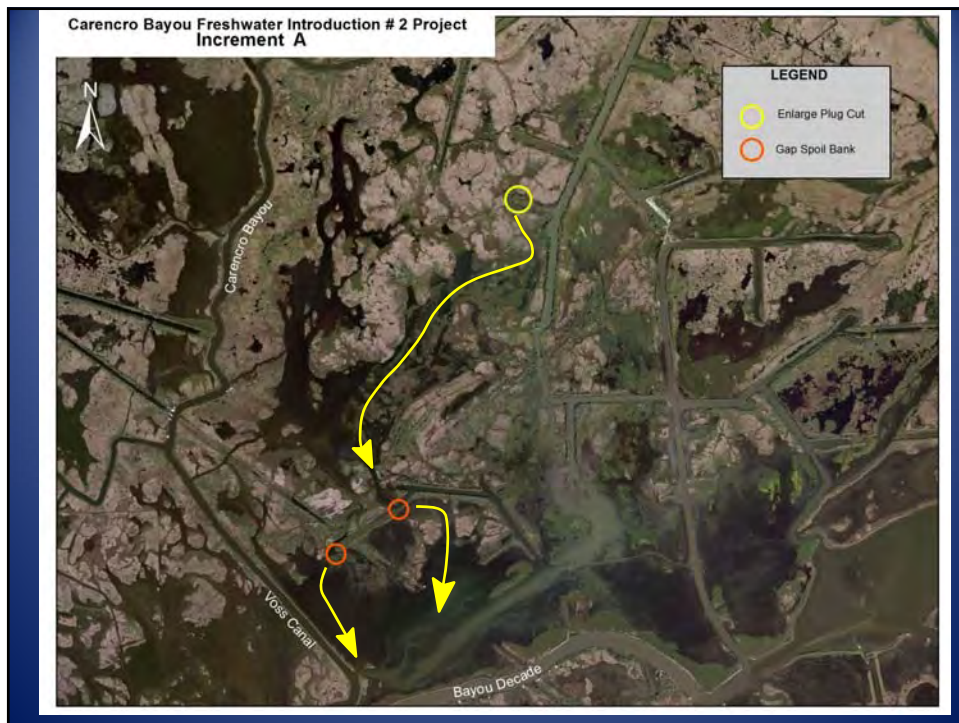 Carencro Bayou Freshwater Introduction # 2 Project
Increment A
N
LEGEND
Enlarge Plug Cut
Gap Spoil Bank
Carencro Bayou
Voss Canal
Bayou Decade